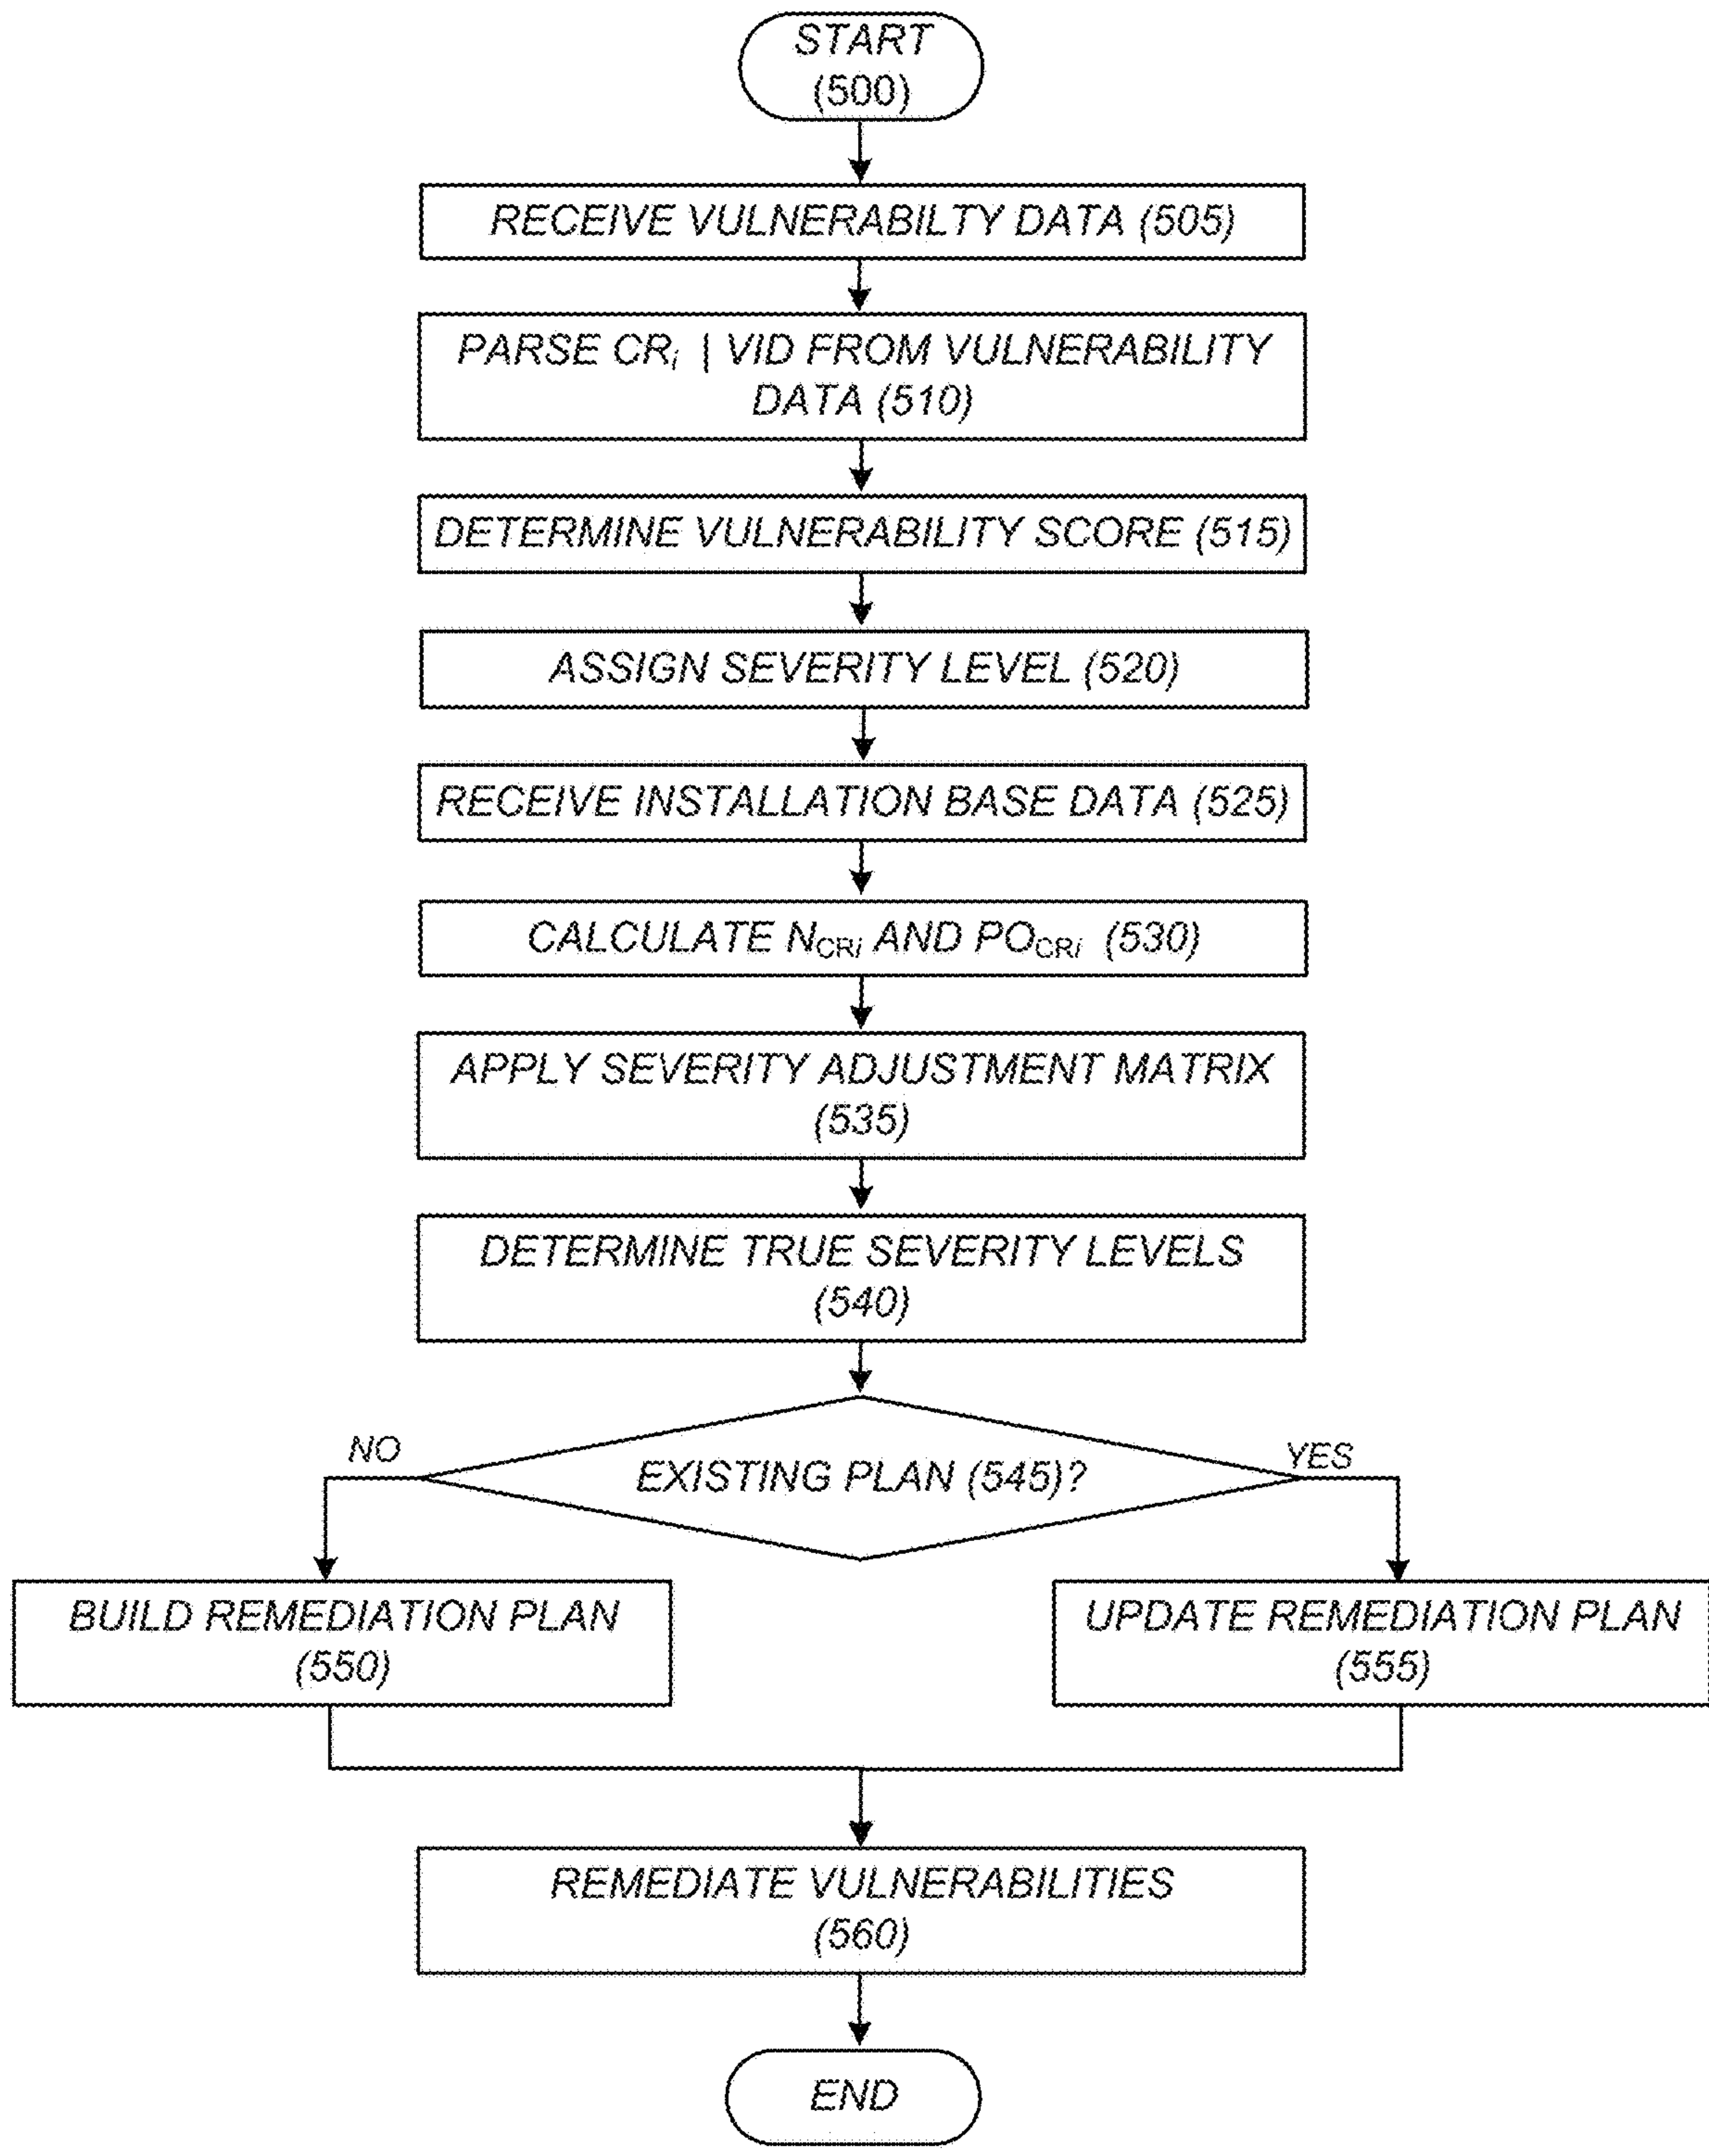 START
(500)
RECEIVE VULNERABILTY DATA (505)
PARSE CRi | VID FROM VULNERABILITY
DATA (510)
DETERMINE VULNERABILITY SCORE (515)
ASSIGN SEVERITY LEVEL (520)
RECEIVE INSTALLATION BASE DATA (525)
CALCULATE NCRi AND POCRi (530)
APPLY SEVERITY ADJUSTMENT MATRIX
(535)
DETERMINE TRUE SEVERITY LEVELS
(540)
NO
YES
EXISTING PLAN (545)?
BUILD REMEDIATION PLAN
(550)
UPDATE REMEDIATION PLAN
(555)
REMEDIATE VULNERABILITIES
(560)
END